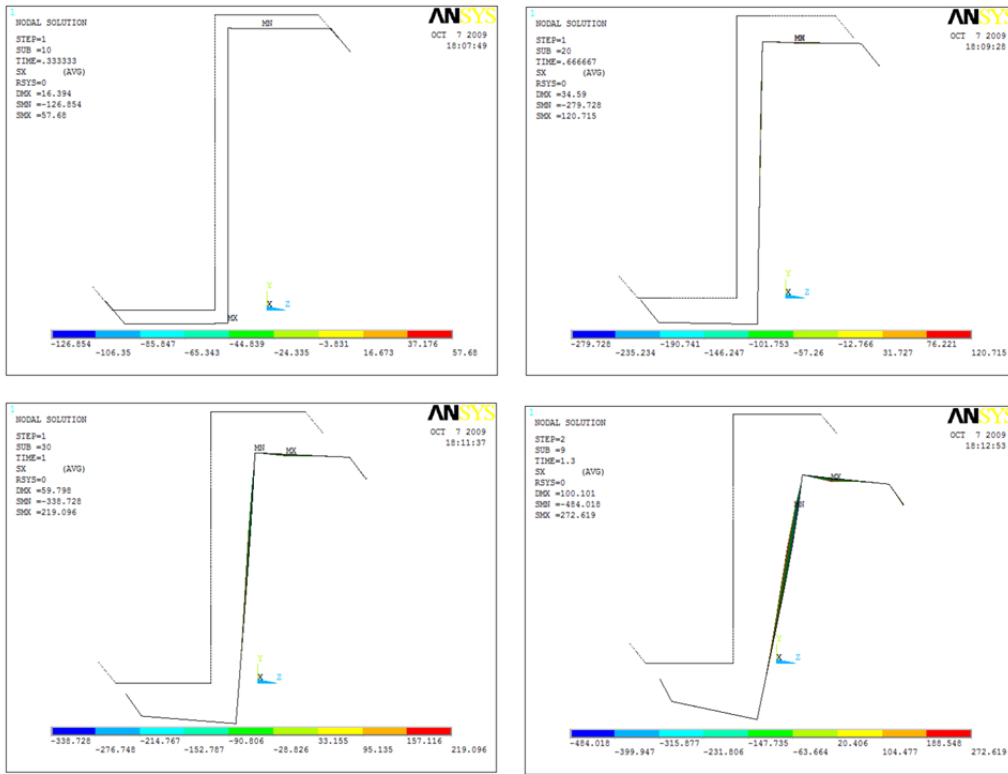 1
NODAL SOLUTION
STEP=1
SUB =10
TIME=.333333
SX (AVG)
RSYS=0
DMX =16.394
SMN =-126.854
SMX =57.68
ANSYS
OCT 7 2009
18:07:49
MN
MX
Y
X Z
-126.854 -85.847 -44.839 -3.831 37.176
-106.35 -65.343 -24.335 16.673 57.68
1
NODAL SOLUTION
STEP=1
SUB =20
TIME=.666667
SX (AVG)
RSYS=0
DMX =34.59
SMN =-279.728
SMX =120.715
ANSYS
OCT 7 2009
18:09:28
MX
Y
X Z
-279.728 -190.741 -101.753 -12.766 76.221
-235.234 -146.247 -57.26 31.727 120.715
1
NODAL SOLUTION
STEP=1
SUB =30
TIME=1
SX (AVG)
RSYS=0
DMX =59.798
SMN =-338.728
SMX =219.096
ANSYS
OCT 7 2009
18:11:37
MN MX
Y
X Z
-338.728 -214.767 -90.806 33.155 157.116
-276.748 -152.787 -28.826 95.135 219.096
1
NODAL SOLUTION
STEP=2
SUB =9
TIME=1.3
SX (AVG)
RSYS=0
DMX =100.101
SMN =-484.018
SMX =272.619
ANSYS
OCT 7 2009
18:12:53
MX
MN
Y
X Z
-484.018 -315.877 -147.735 20.406 188.548
-399.947 -231.806 -63.664 104.477 272.619